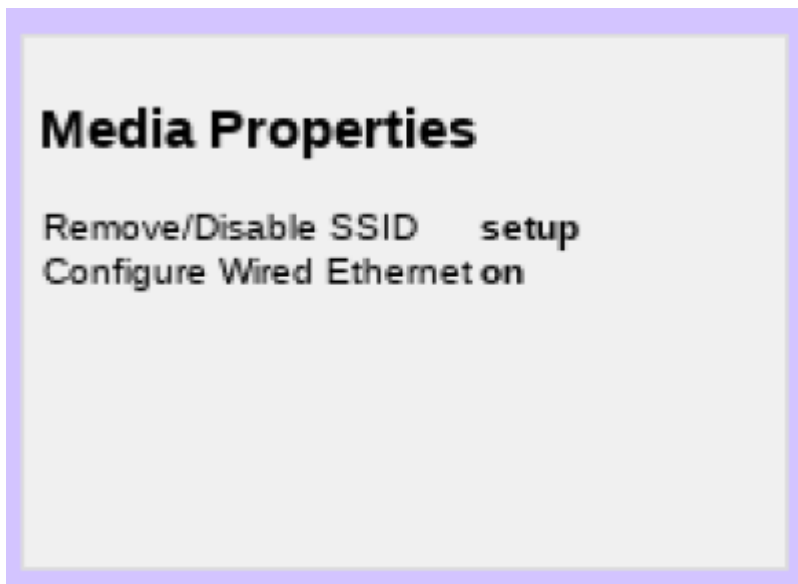 Media Properties
Remove/Disable SSID setup
Configure Wired Ethernet on